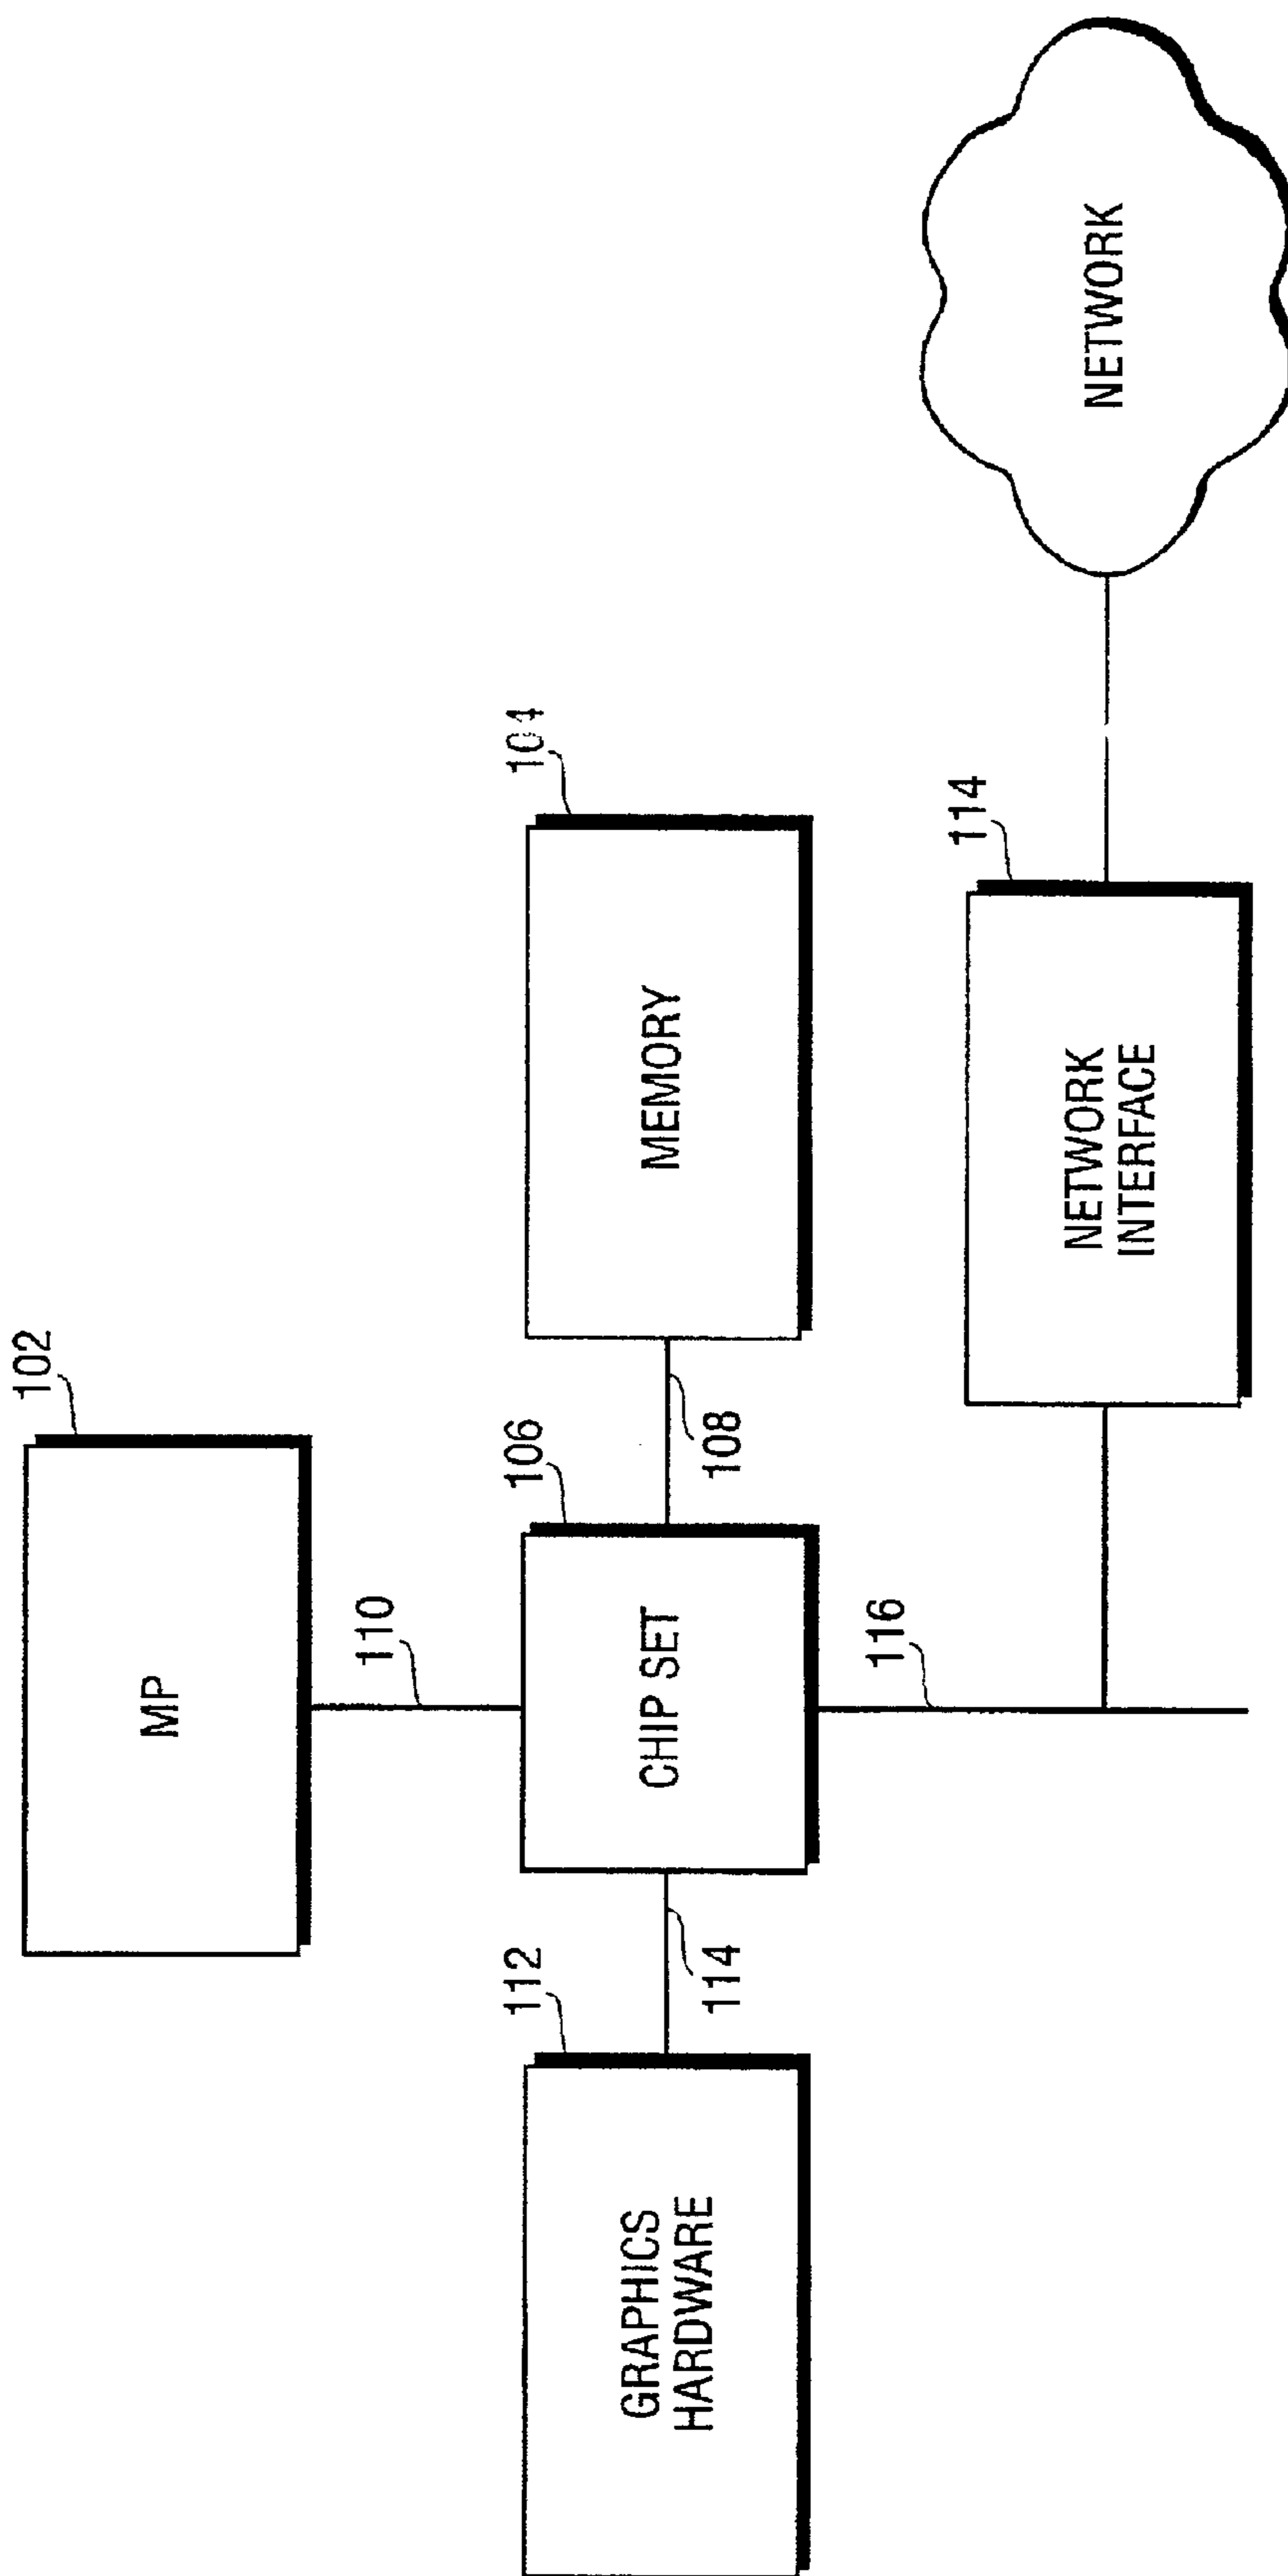 102
MP
110
112
GRAPHICS
HARDWARE
114
106
CHIP SET
108
104
MEMORY
116
114
NETWORK
INTERFACE
NETWORK